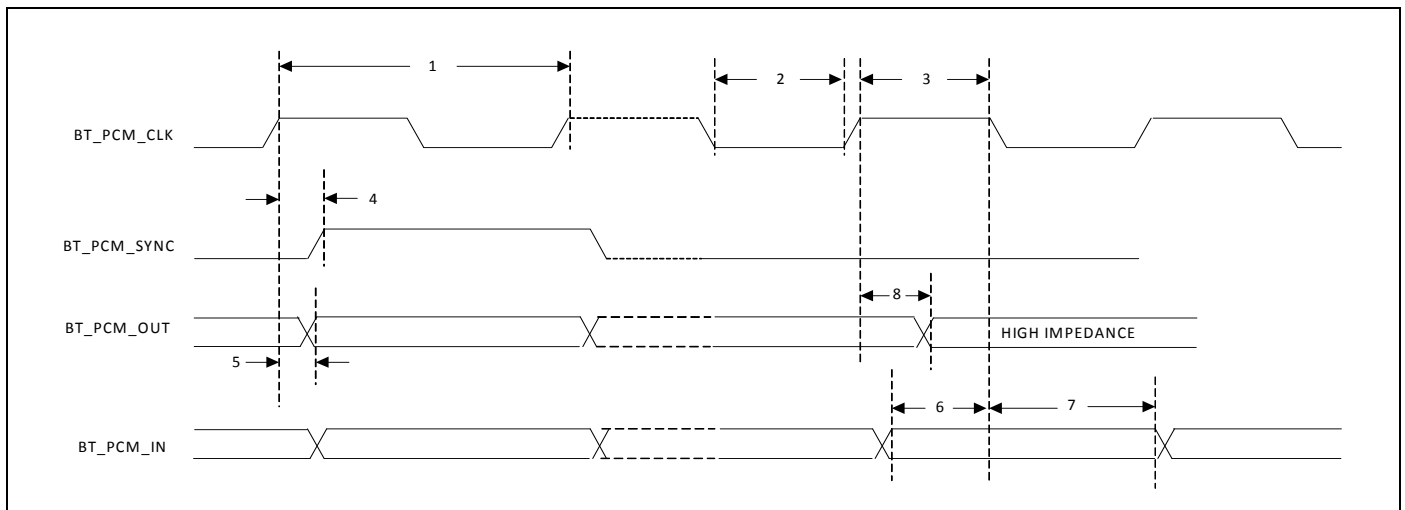 1
2
3
BT_PCM_CLK
4
BT_PCM_SYNC
8
BT_PCM_OUT
HIGH IMPEDANCE
5
6
7
BT_PCM_IN